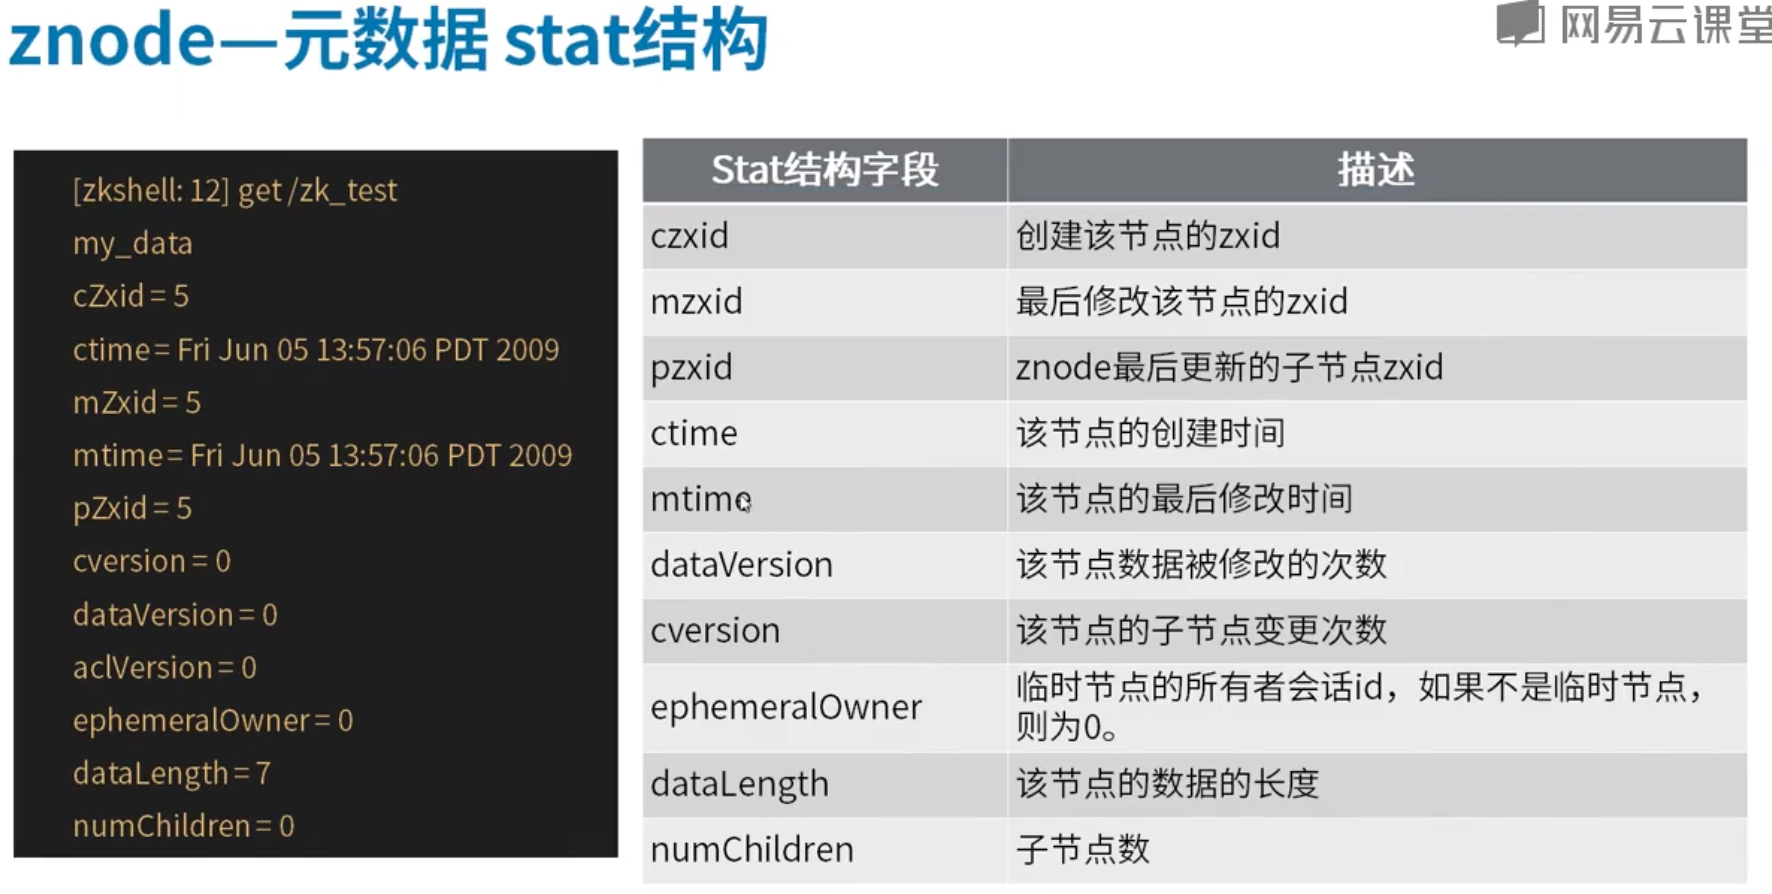 znode—元数据 stat结构
网易云课堂
[zkshell: 12] get /zk_test
my_data
cZxid = 5
ctime = Fri Jun 05 13:57:06 PDT 2009
mZxid = 5
mtime = Fri Jun 05 13:57:06 PDT 2009
pZxid = 5
cversion = 0
dataVersion = 0
aclVersion = 0
ephemeralOwner = 0
dataLength = 7
numChildren = 0
Stat结构字段 描述
czxid 创建该节点的zxid
mzxid 最后修改该节点的zxid
pzxid znode最后更新的子节点zxid
ctime 该节点的创建时间
mtime 该节点的最后修改时间
dataVersion 该节点数据被修改的次数
cversion 该节点的子节点变更次数
ephemeralOwner 临时节点的所有者会话id，如果不是临时节点，
则为0。
dataLength 该节点的数据的长度
numChildren 子节点数